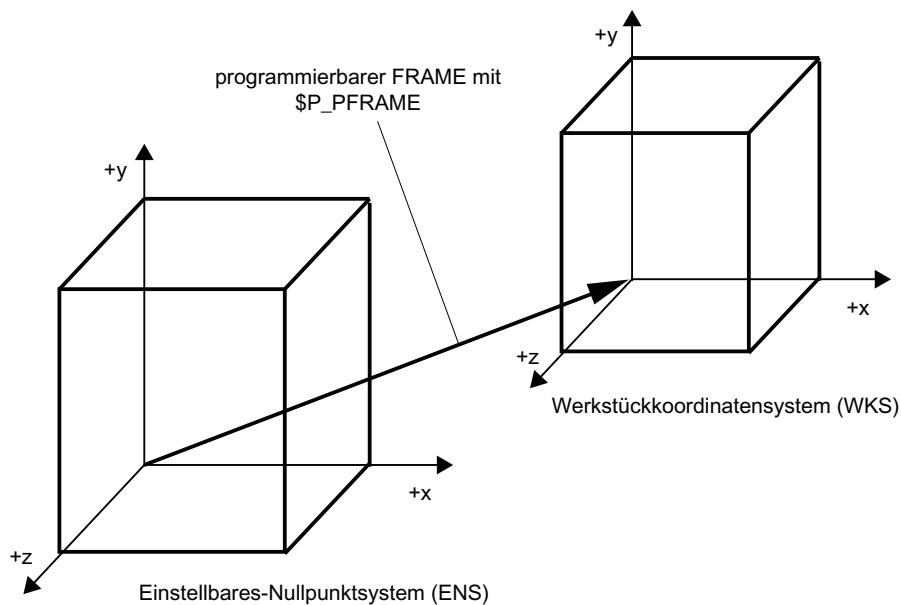 +y
programmierbarer FRAME mit
$P_PFRAME
+y
+x
+z
Werkstückkoordinatensystem (WKS)
+x
+z
Einstellbares-Nullpunktsystem (ENS)